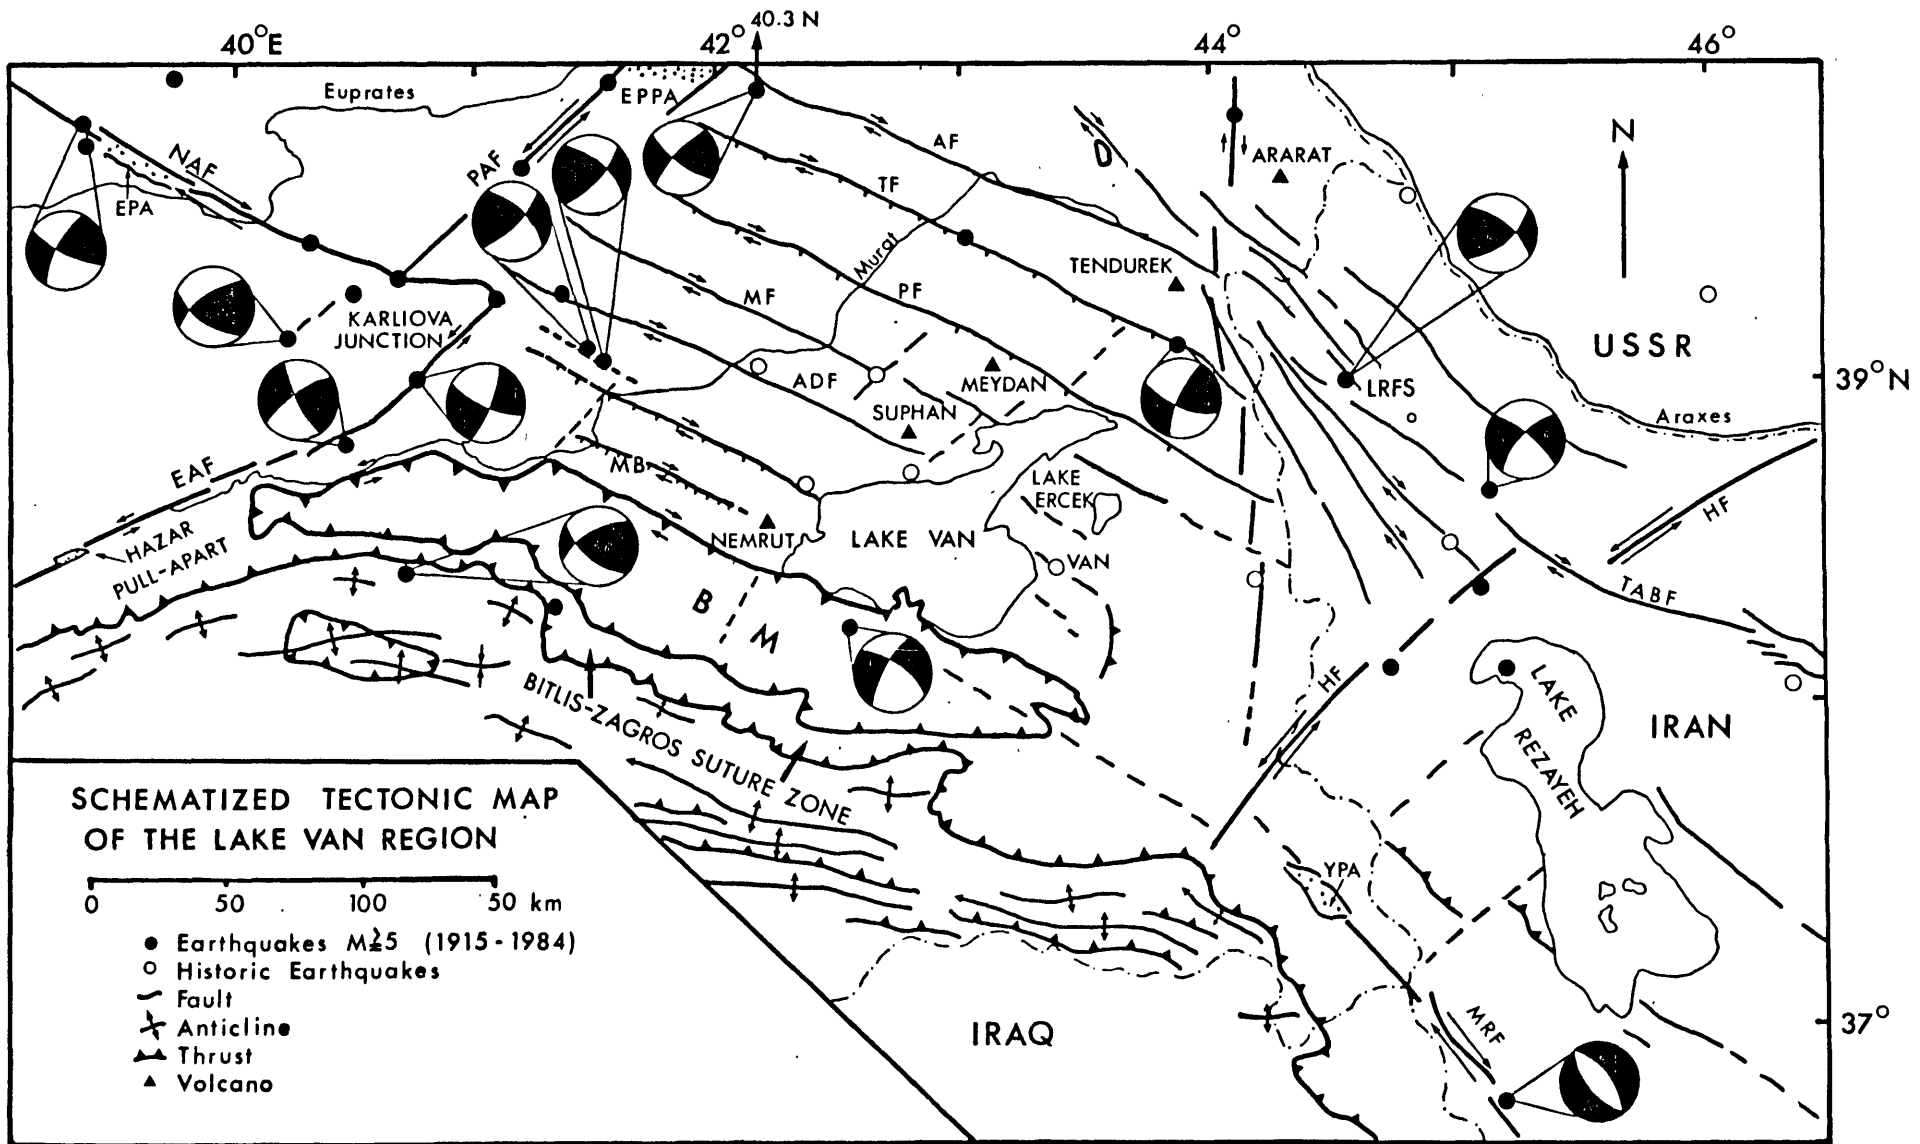 40.3 N
40°E
42°
44°
46°
Euprates
EPPA
N
NAF
PAF
AF
D
ARARAT
TF
EPA
Murat
TENDUREK
MF
PF
KARLIOVA
JUNCTION
USSR
39°N
ADF
MEYDAN
LRFS
SUPHAN
Araxes
EAF
MB
LAKE
ERCEK
HAZAR
PULL-APART
NEMRUT
LAKE VAN
VAN
HF
TABF
B
M
HF
LAKE
REZAYEH
IRAN
BITLIS-ZAGROS SUTURE ZONE
YPA
MRF
37°
IRAQ
SCHEMATIZED TECTONIC MAP
OF THE LAKE VAN REGION
0 50 100 50 km
Earthquakes M≥5 (1915-1984)
Historic Earthquakes
Fault
Anticline
Thrust
Volcano